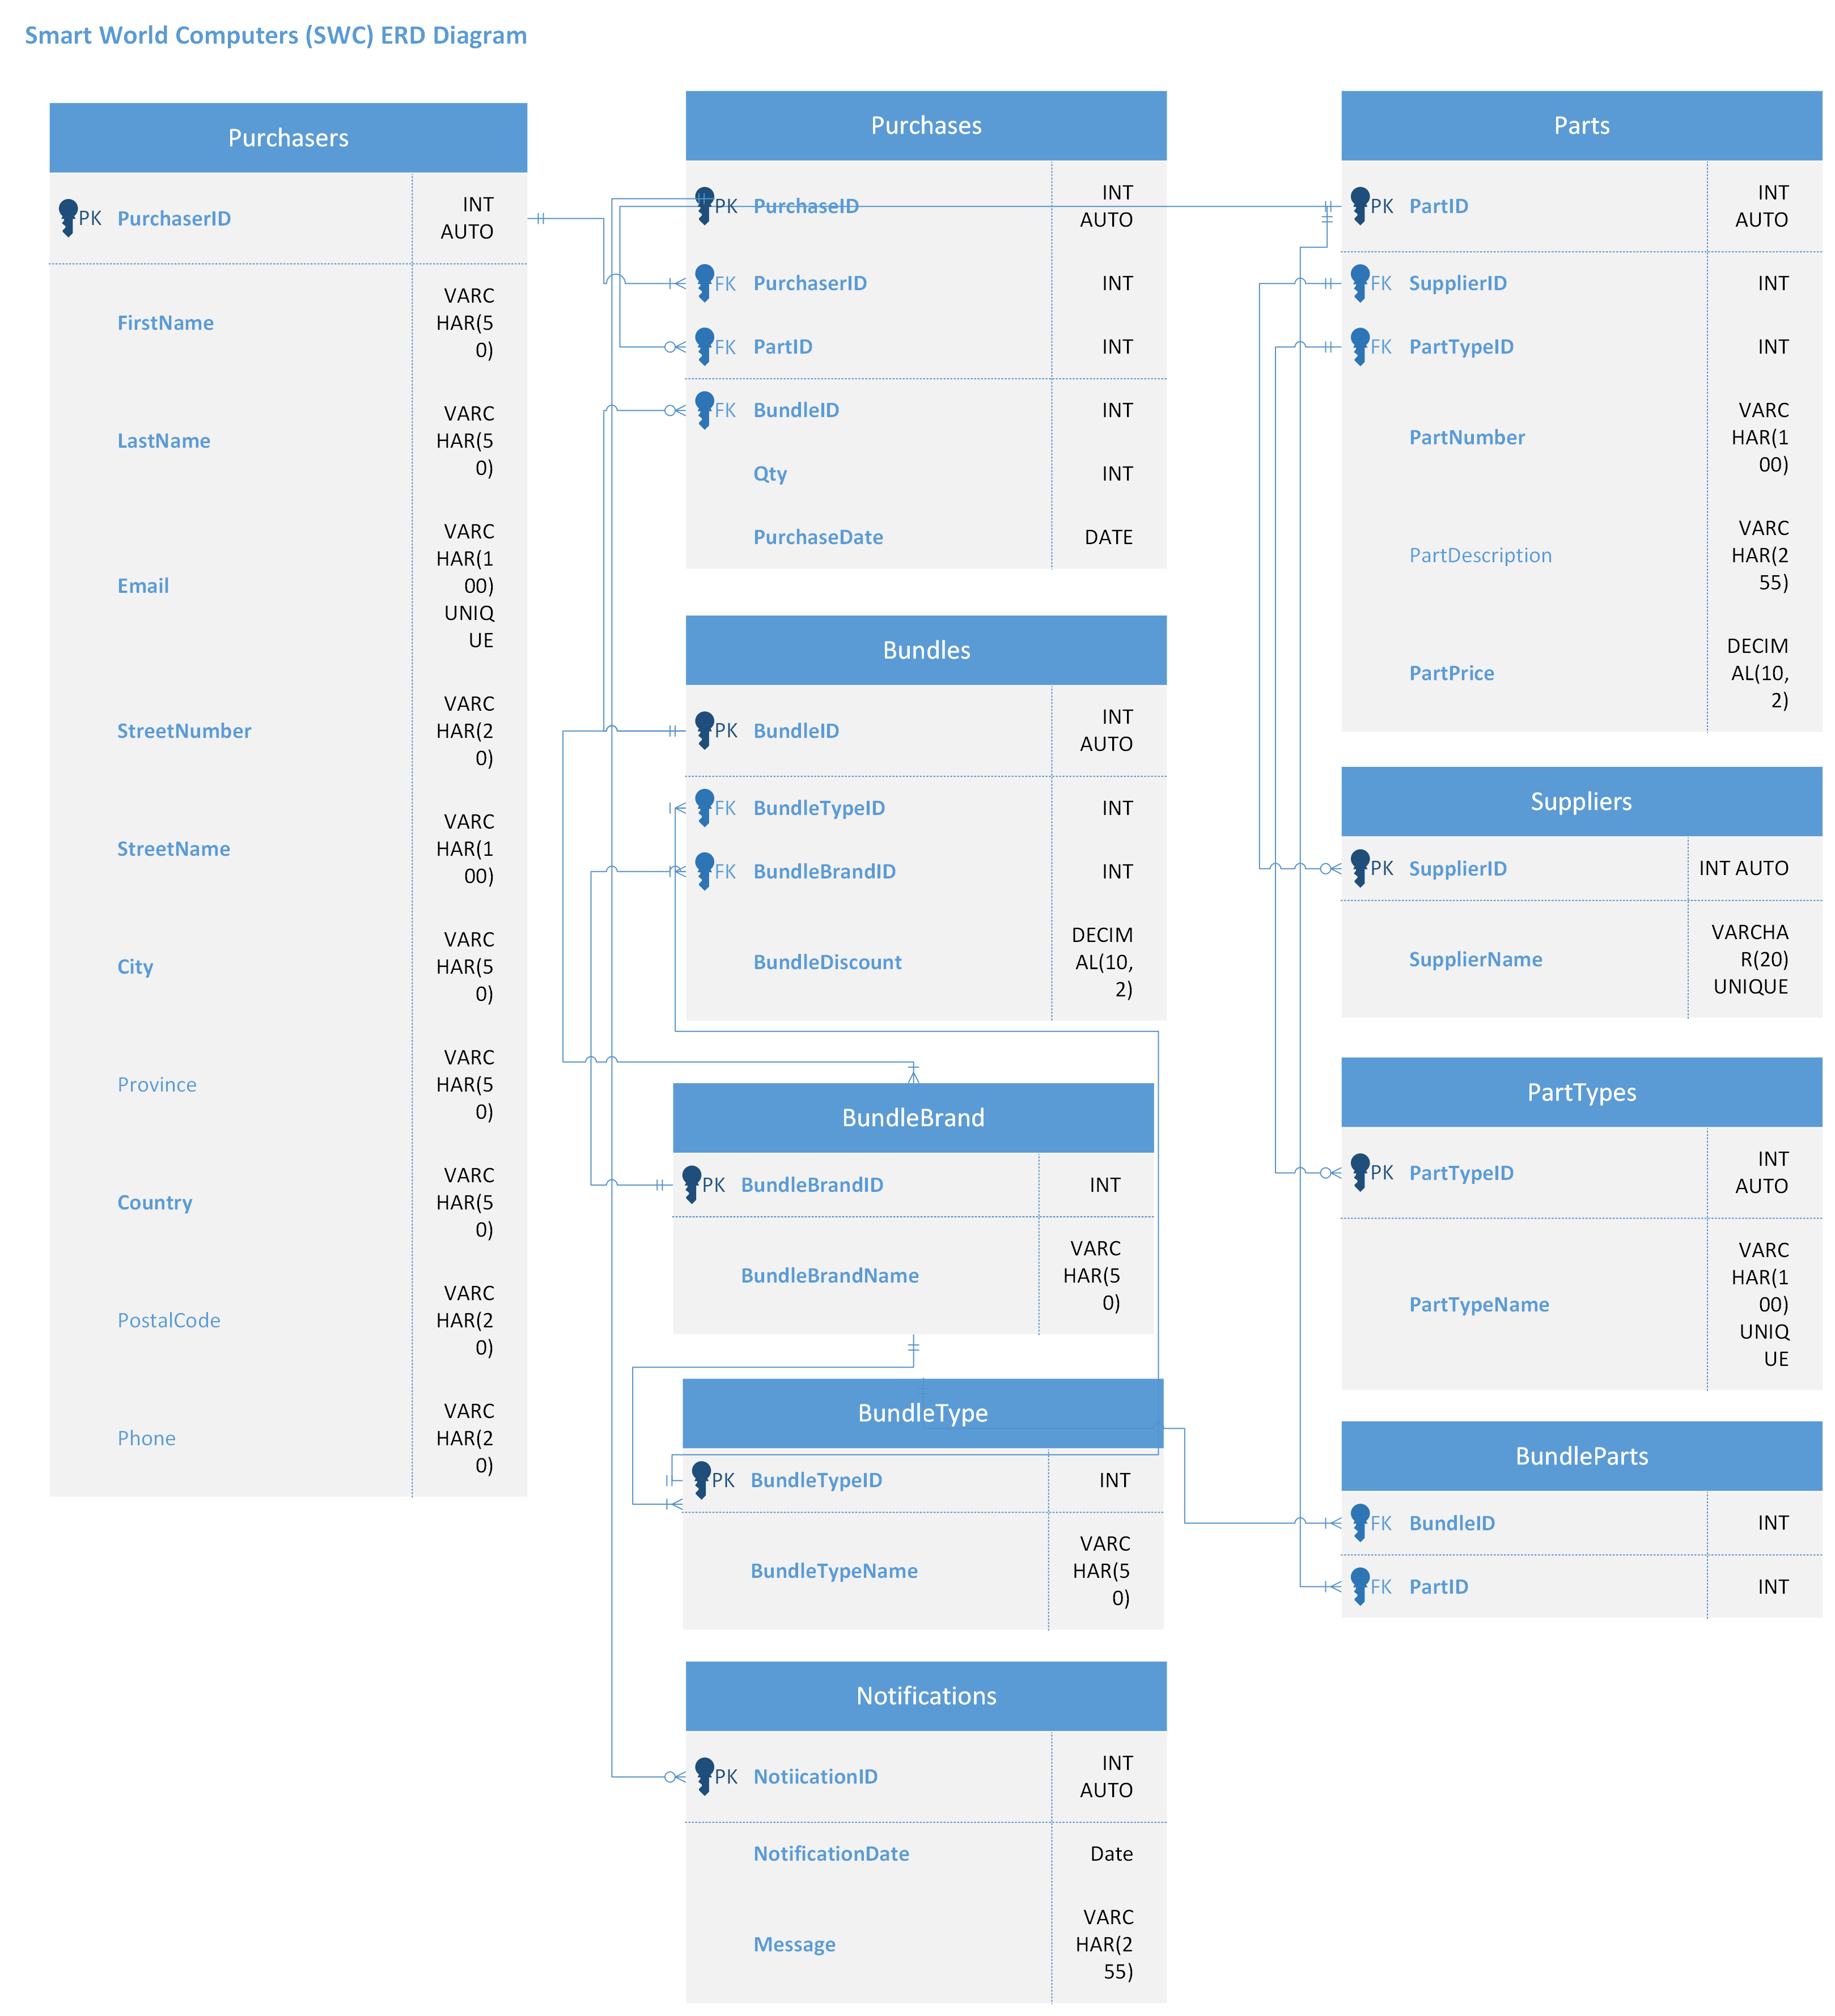 Smart World Computers (SWC) ERD Diagram
Purchasers
PK PurchaserID
INT
AUTO
FirstName
VARC
HAR(5
0)
LastName
VARC
HAR(5
0)
Email
VARC
HAR(1
00)
UNIQ
UE
StreetNumber
VARC
HAR(2
0)
StreetName
VARC
HAR(1
00)
City
VARC
HAR(5
0)
Province
VARC
HAR(5
0)
Country
VARC
HAR(5
0)
PostalCode
VARC
HAR(2
0)
Phone
VARC
HAR(2
0)
Purchases
PK PurchaseID
INT
AUTO
FK PurchaserID INT
FK PartID INT
FK BundleID INT
Qty INT
PurchaseDate DATE
Bundles
PK BundleID
INT
AUTO
FK BundleTypeID INT
FK BundleBrandID INT
BundleDiscount
DECIM
AL(10,
2)
BundleBrand
PK BundleBrandID INT
BundleBrandName
VARC
HAR(5
0)
BundleType
PK BundleTypeID INT
BundleTypeName
VARC
HAR(5
0)
Notifications
PK NotiicationID
INT
AUTO
NotificationDate Date
Message
VARC
HAR(2
55)
Parts
PK PartID
INT
AUTO
FK SupplierID INT
FK PartTypeID INT
PartNumber
VARC
HAR(1
00)
PartDescription
VARC
HAR(2
55)
PartPrice
DECIM
AL(10,
2)
Suppliers
PK SupplierID INT AUTO
SupplierName
VARCHA
R(20)
UNIQUE
PartTypes
PK PartTypeID
INT
AUTO
PartTypeName
VARC
HAR(1
00)
UNIQ
UE
BundleParts
FK BundleID INT
FK PartID INT